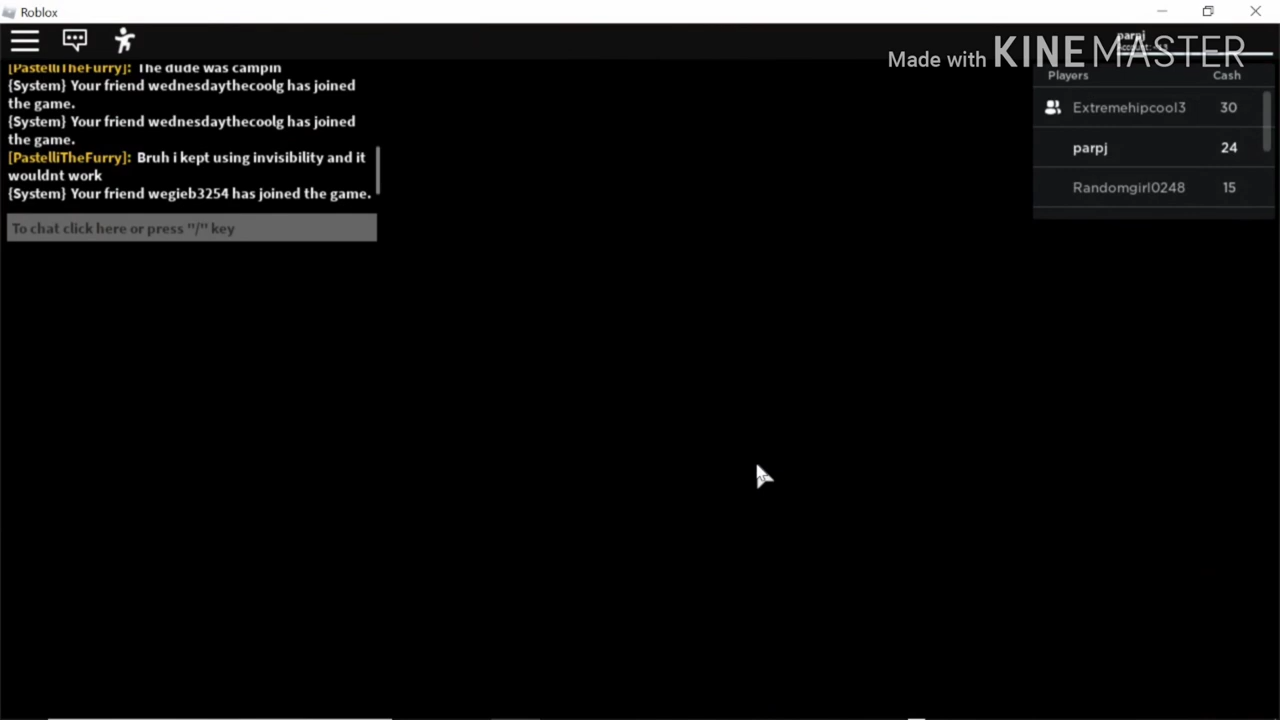 Roblox
[PastelliTheFurry]: The dude was campin
{System} Your friend wednesdaythecoolg has joined
the game.
{System} Your friend wednesdaythecoolg has joined
the game.
[PastelliTheFurry]: Bruh i kept using invisibility and it
wouldnt work
{System} Your friend wegieb3254 has joined the game.
To chat click here or press "/" key
Made with KINEMASTER
parpj
Players Cash
Extremehipcool3 30
parpj 24
Randomgirl0248 15